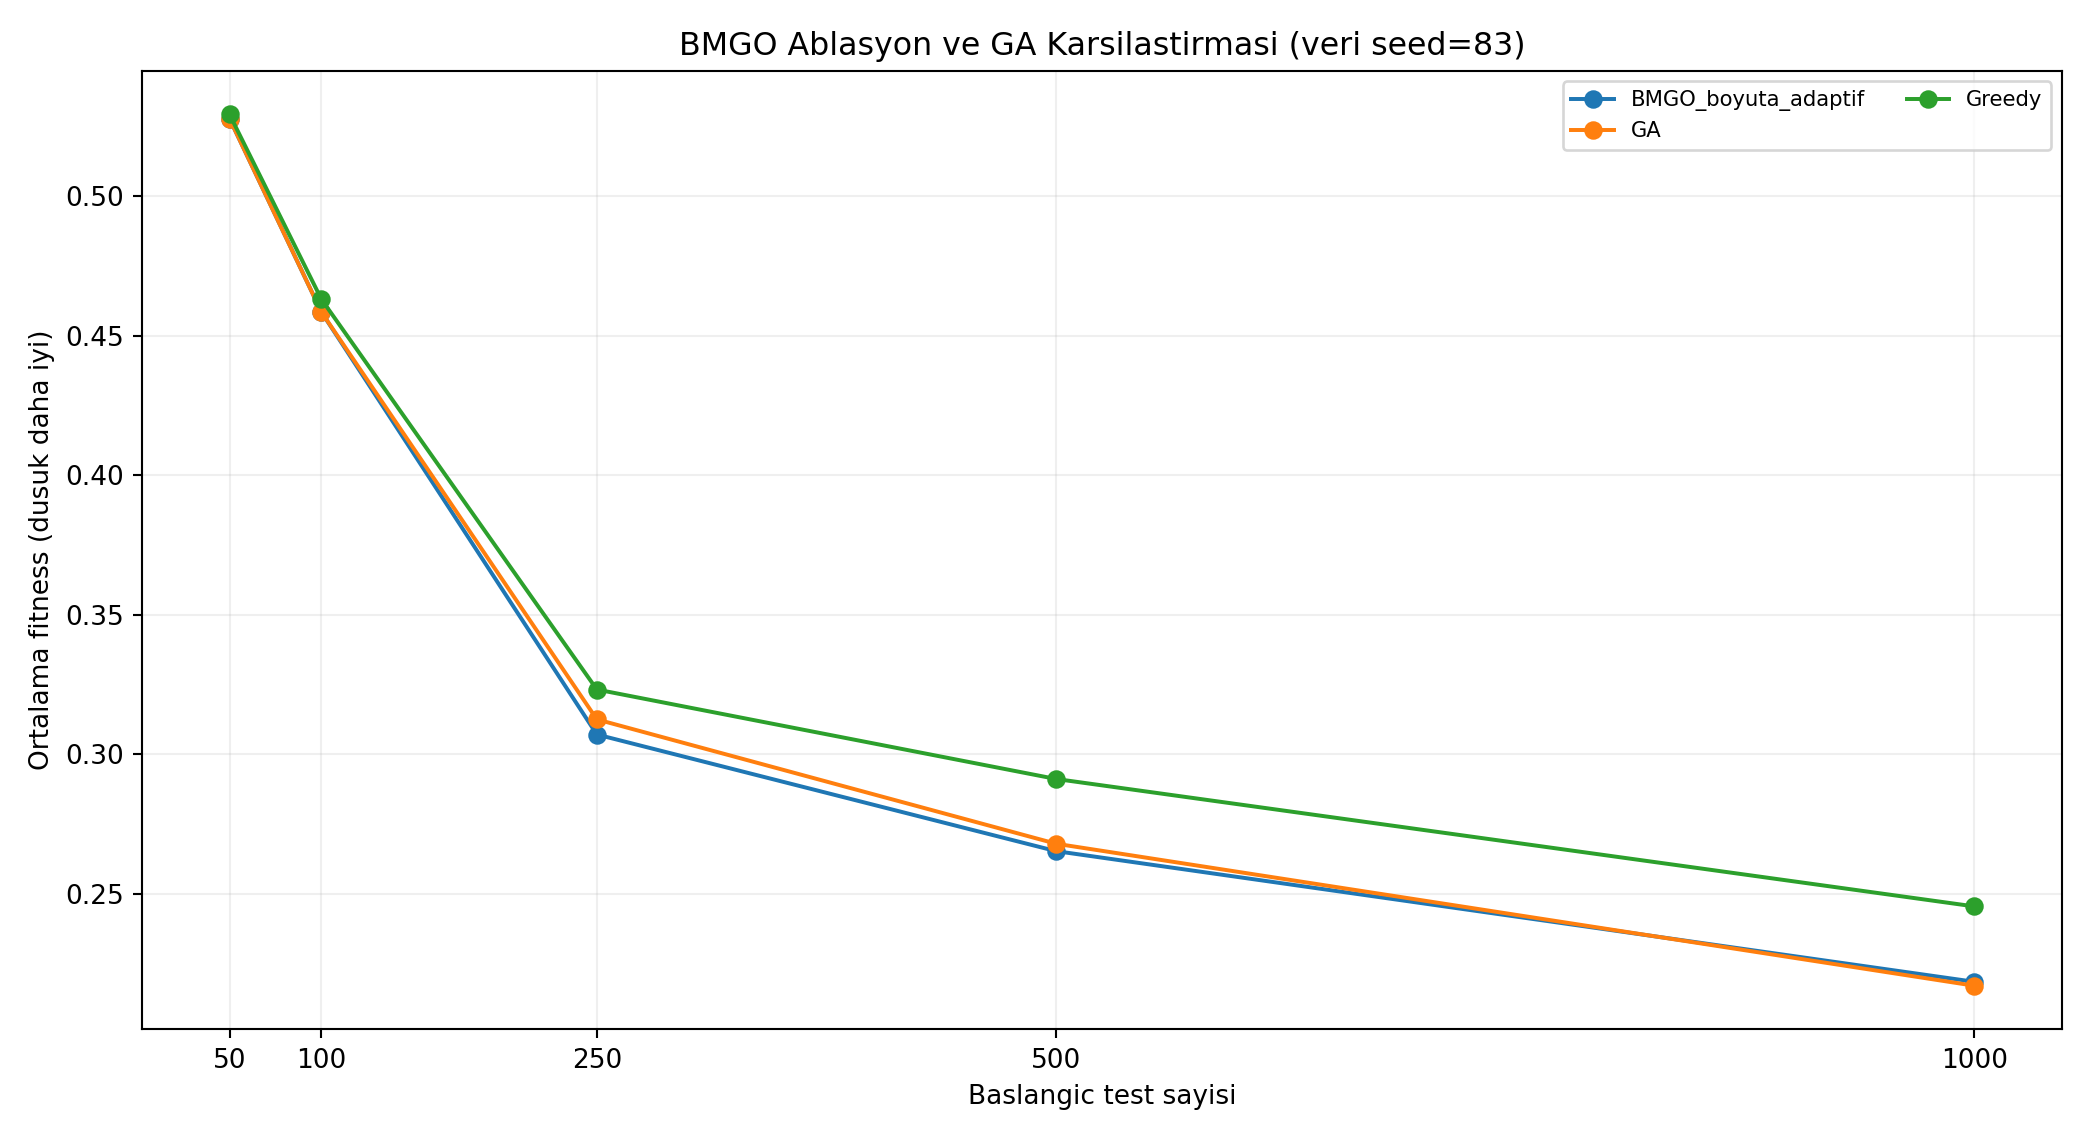 BMGO Ablasyon ve GA Karsilastirmasi (veri seed=83)
BMGO_boyuta_adaptif
GA
Greedy
Ortalama fitness (dusuk daha iyi)
0.50
0.45
0.40
0.35
0.30
0.25
50 100 250 500 1000
Baslangic test sayisi